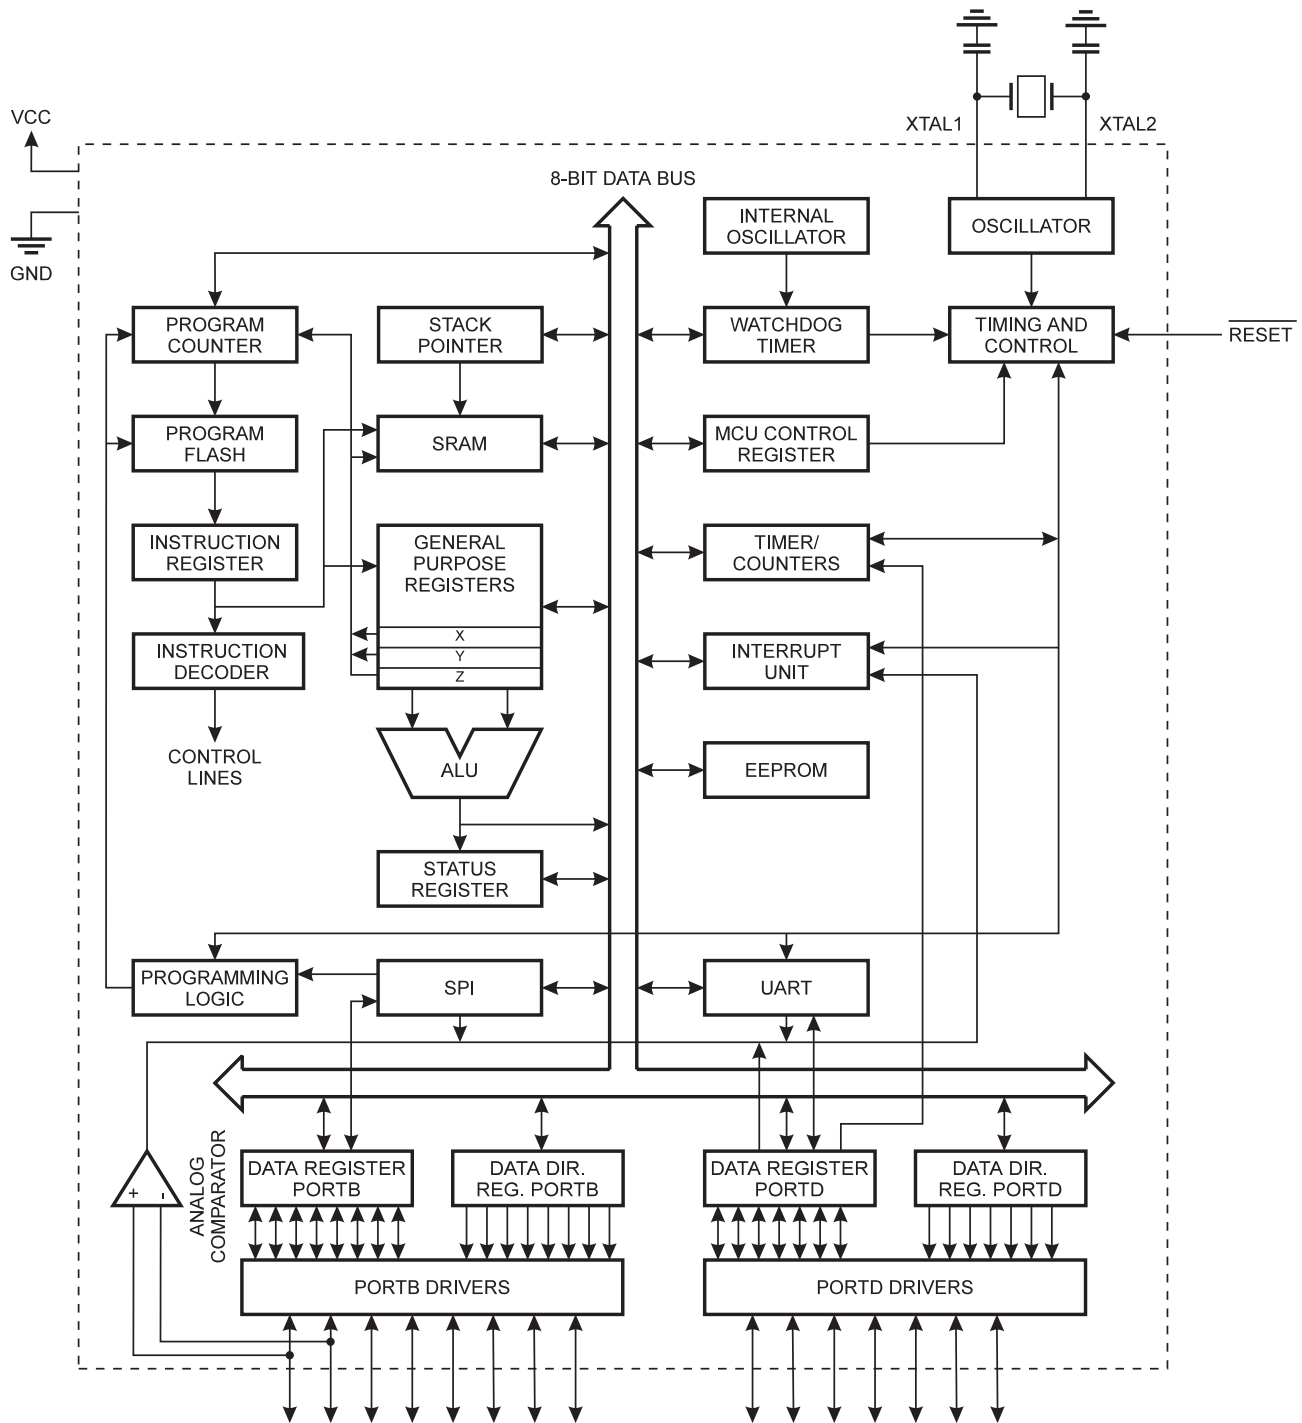 XTAL1
XTAL2
VCC
GND
8-BIT DATA BUS
INTERNAL
OSCILLATOR
OSCILLATOR
PROGRAM
COUNTER
STACK
POINTER
WATCHDOG
TIMER
TIMING AND
CONTROL
RESET
PROGRAM
FLASH
SRAM
MCU CONTROL
REGISTER
INSTRUCTION
REGISTER
GENERAL
PURPOSE
REGISTERS
X
Y
Z
TIMER/
COUNTERS
INSTRUCTION
DECODER
INTERRUPT
UNIT
CONTROL
LINES
ALU
EEPROM
STATUS
REGISTER
PROGRAMMING
LOGIC
SPI
UART
ANALOG
COMPARATOR
+
-
DATA REGISTER
PORTB
DATA DIR.
REG. PORTB
DATA REGISTER
PORTD
DATA DIR.
REG. PORTD
PORTB DRIVERS
PORTD DRIVERS